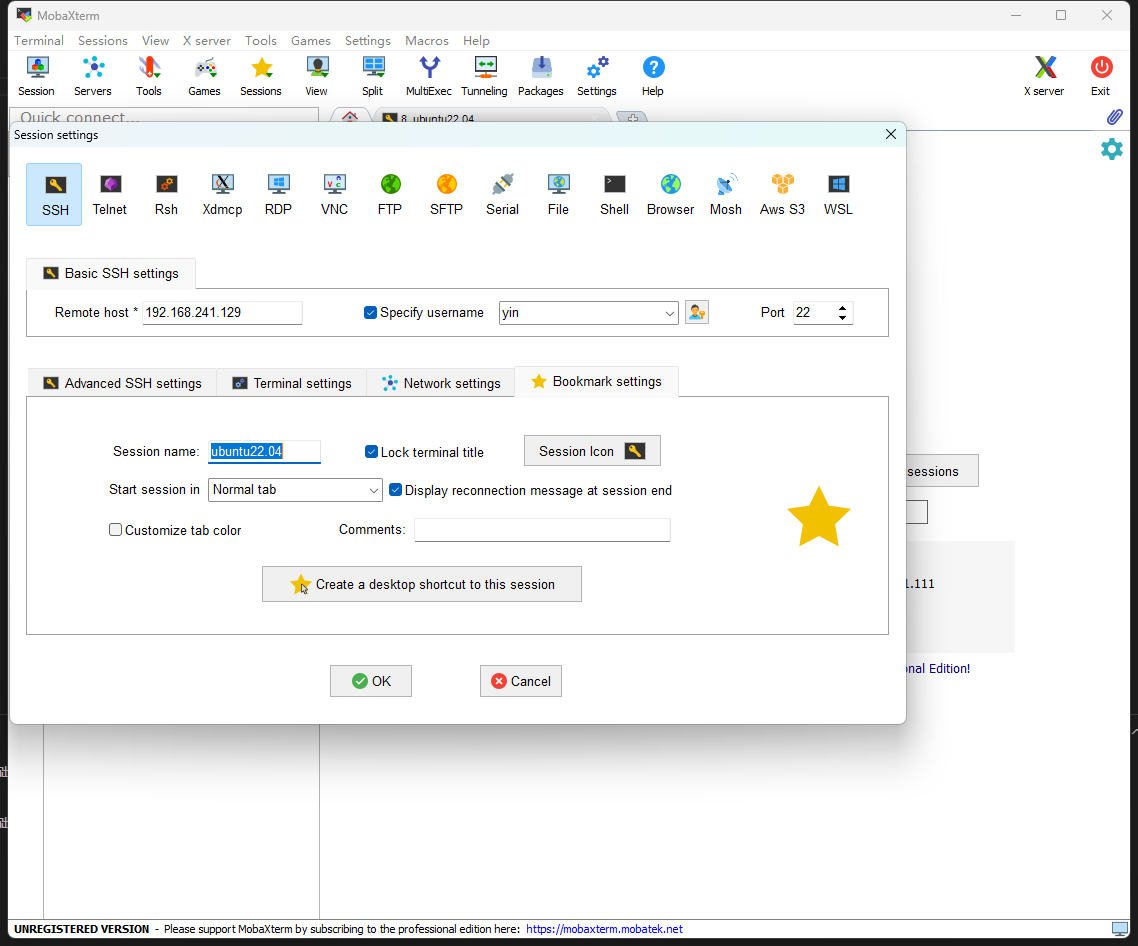 MobaXterm
Terminal Sessions View X server Tools Games Settings Macros Help
Session Servers Tools Games Sessions View Split MultiExec Tunneling Packages Settings Help X server Exit
Quick connect...
8. ubuntu22.04
Session settings
SSH Telnet Rsh Xdmcp RDP VNC FTP SFTP Serial File Shell Browser Mosh Aws S3 WSL
Basic SSH settings
Remote host * 192.168.241.129 Specify username yin Port 22
Advanced SSH settings Terminal settings Network settings Bookmark settings
Session name: ubuntu22.04 Lock terminal title Session Icon
sessions
Start session in Normal tab Display reconnection message at session end
Customize tab color Comments:
Create a desktop shortcut to this session
.111
OK Cancel
nal Edition!
UNREGISTERED VERSION - Please support MobaXterm by subscribing to the professional edition here: https://mobaxterm.mobatek.net